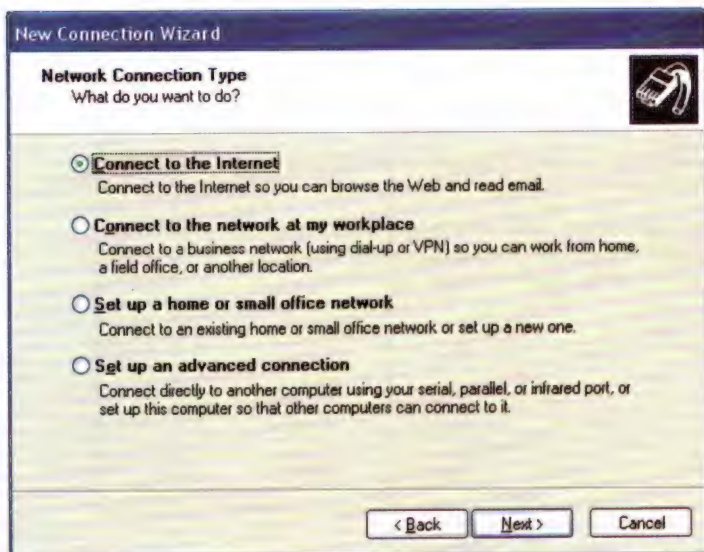 New Connection Wizard
Network Connection Type
What do you want to do?
Connect to the Internet
Connect to the Internet so you can browse the Web and read email.
Connect to the network at my workplace
Connect to a business network (using dial-up or VPN) so you can work from home,
a field office, or another location.
Set up a home or small office network
Connect to an existing home or small office network or set up a new one.
Set up an advanced connection
Connect directly to another computer using your serial, parallel, or infrared port, or
set up this computer so that other computers can connect to it.
< Back
Next >
Cancel